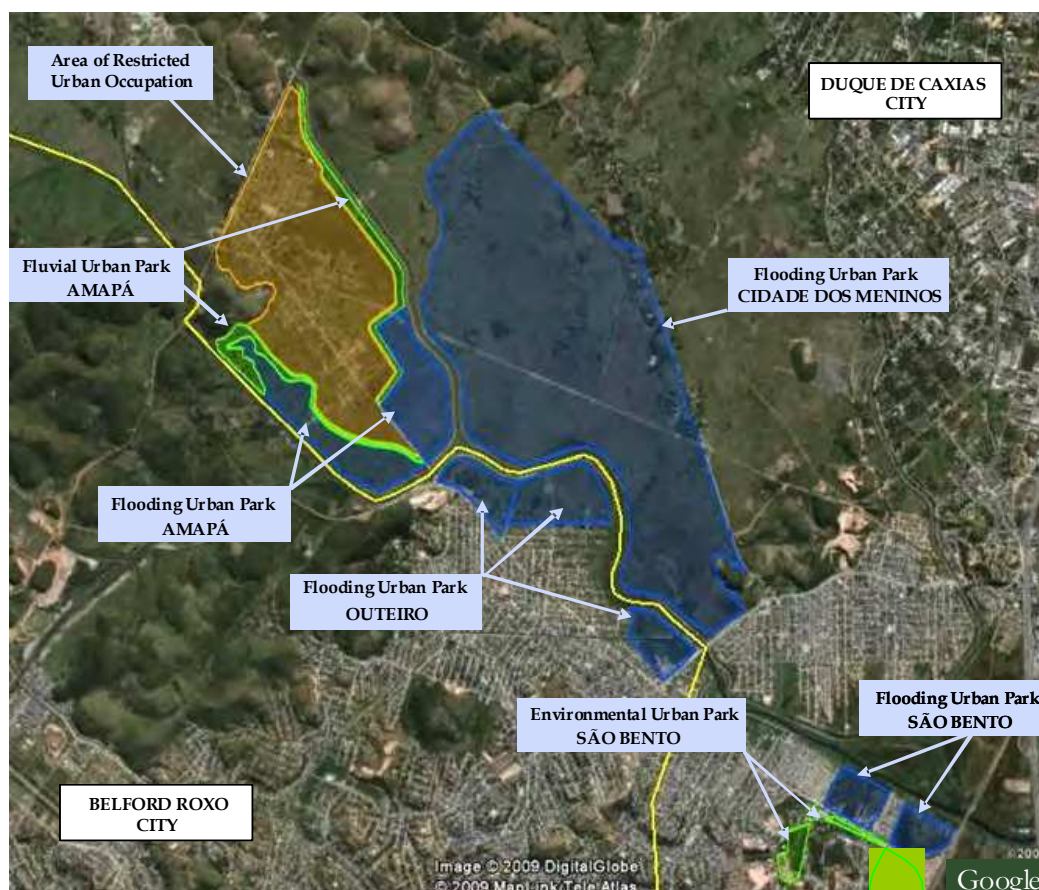 Area of Restricted
Urban Occupation
DUQUE DE CAXIAS
CITY
Fluvial Urban Park
AMAPÁ
Flooding Urban Park
CIDADE DOS MENINOS
Flooding Urban Park
AMAPÁ
Flooding Urban Park
OUTEIRO
Environmental Urban Park
SÃO BENTO
Flooding Urban Park
SÃO BENTO
BELFORD ROXO
CITY
Image © 2009 DigitalGlobe
© 2009 MapLink/Tele Atlas
©200
Google